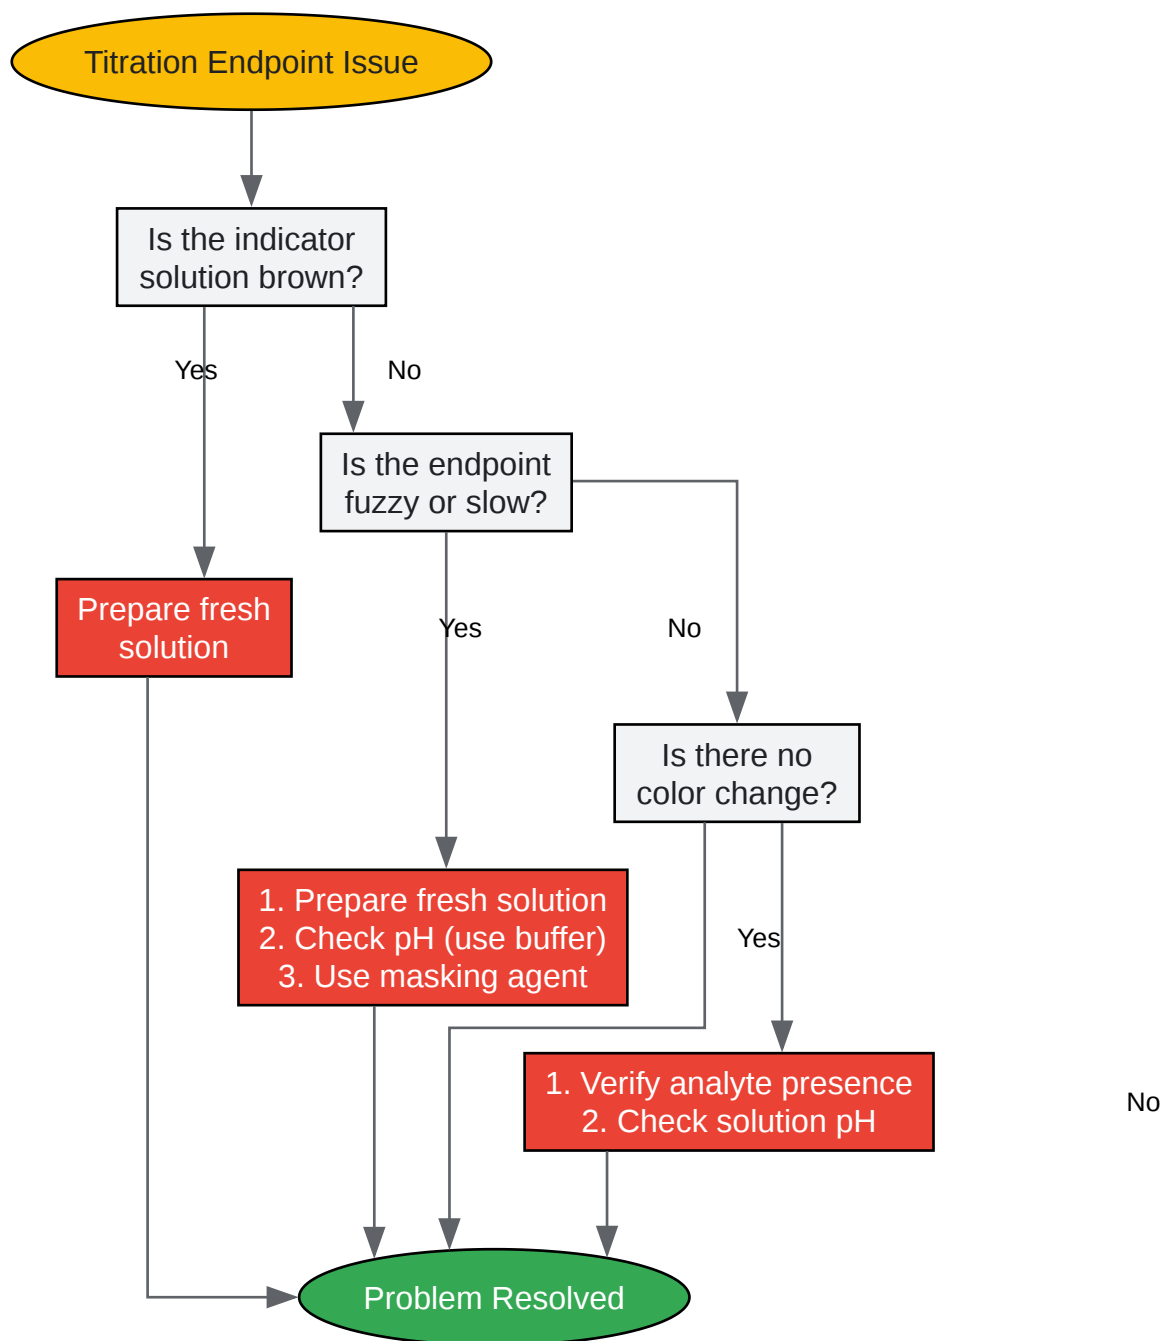 Titration Endpoint Issue
Is the indicator
solution brown?
Yes
No
Is the endpoint
fuzzy or slow?
Prepare fresh
solution
Yes
No
Is there no
color change?
1. Prepare fresh solution
2. Check pH (use buffer)
3. Use masking agent
Yes
1. Verify analyte presence
2. Check solution pH
No
Problem Resolved